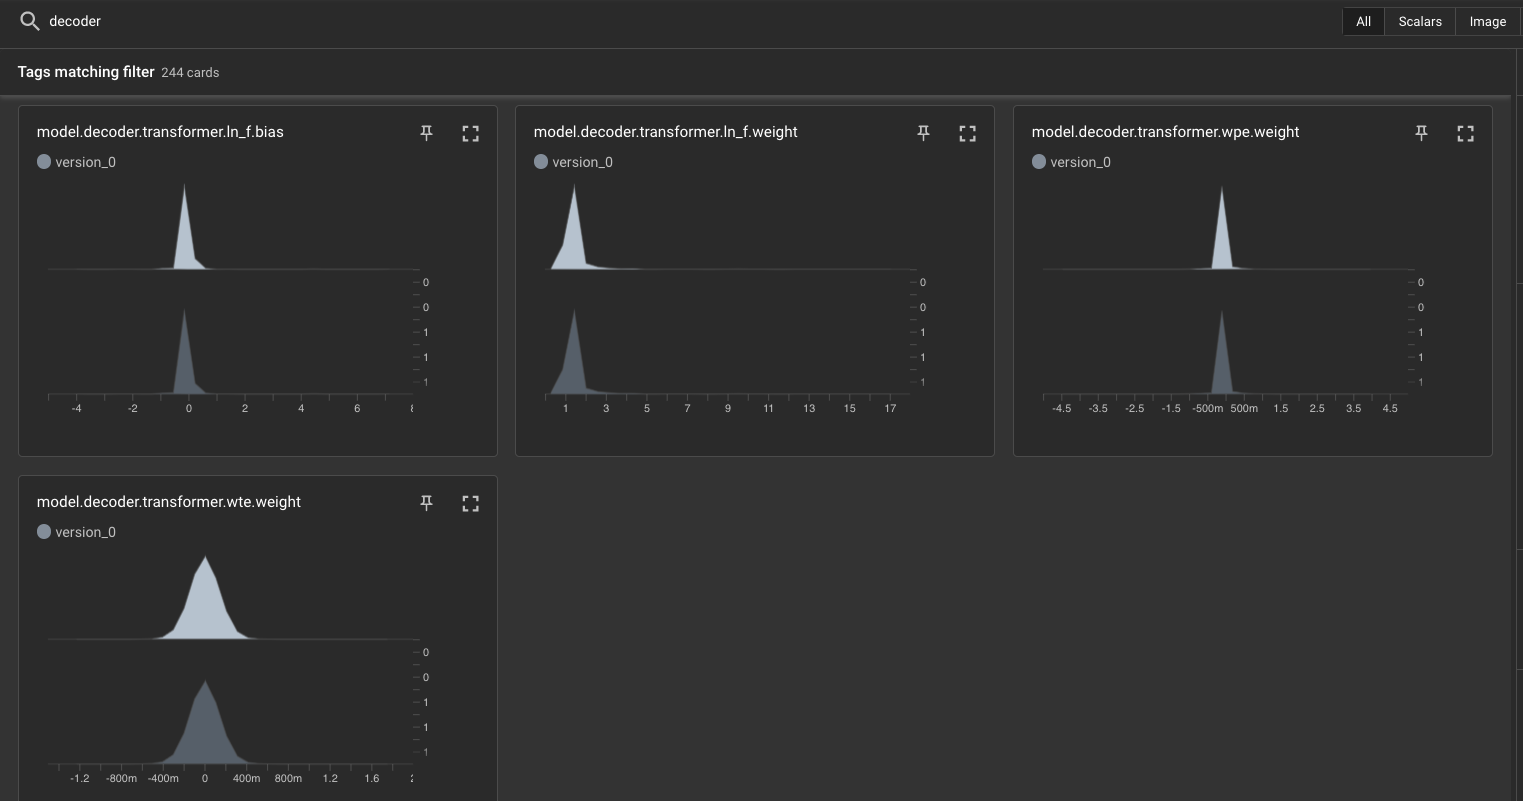 decoder
All Scalars Image
Tags matching filter 244 cards
model.decoder.transformer.ln_f.bias
version_0
0
0
1
1
1
-4 -2 0 2 4 6
model.decoder.transformer.ln_f.weight
version_0
0
0
1
1
1
1 3 5 7 9 11 13 15 17
model.decoder.transformer.wpe.weight
version_0
0
0
1
1
1
-4.5 -3.5 -2.5 -1.5 -500m 500m 1.5 2.5 3.5 4.5
model.decoder.transformer.wte.weight
version_0
0
0
1
1
1
-1.2 -800m -400m 0 400m 800m 1.2 1.6